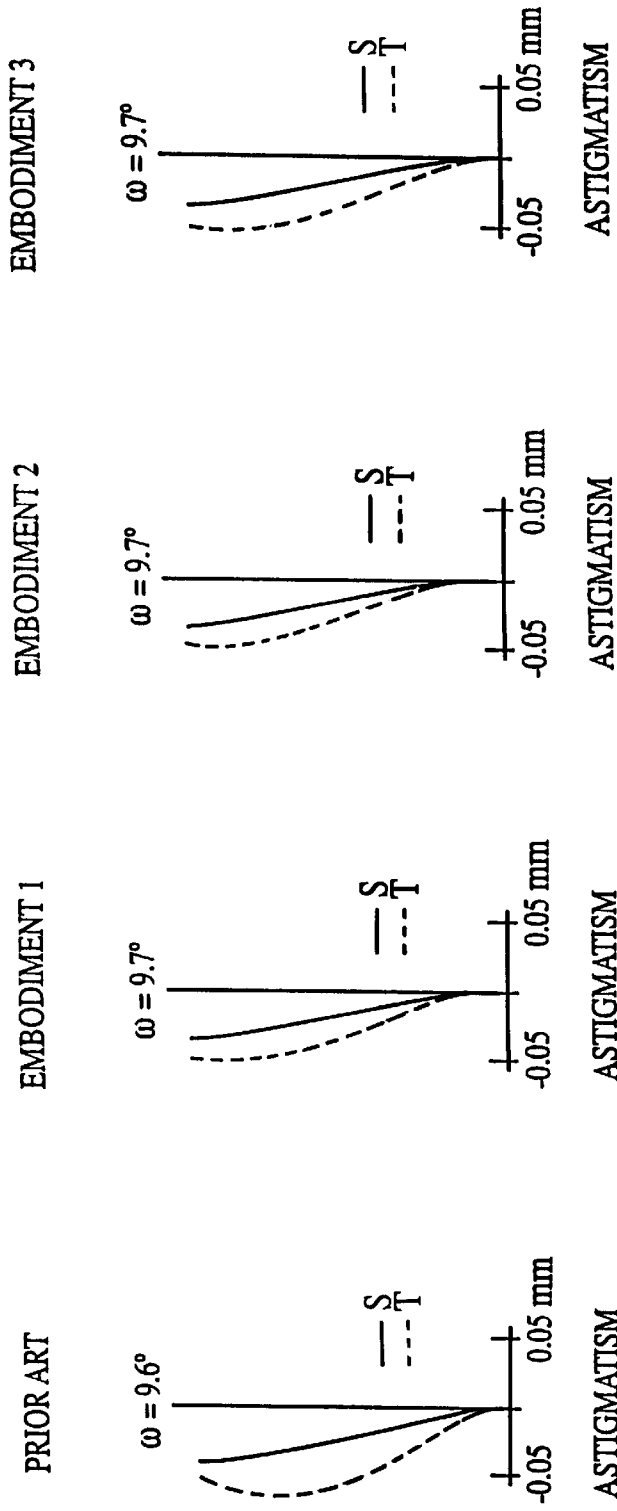 PRIOR ART
ω = 9.6°
S
T
-0.05
0.05 mm
ASTIGMATISM
EMBODIMENT 1
ω = 9.7°
S
T
-0.05
0.05 mm
ASTIGMATISM
EMBODIMENT 2
ω = 9.7°
S
T
-0.05
0.05 mm
ASTIGMATISM
EMBODIMENT 3
ω = 9.7°
S
T
-0.05
0.05 mm
ASTIGMATISM